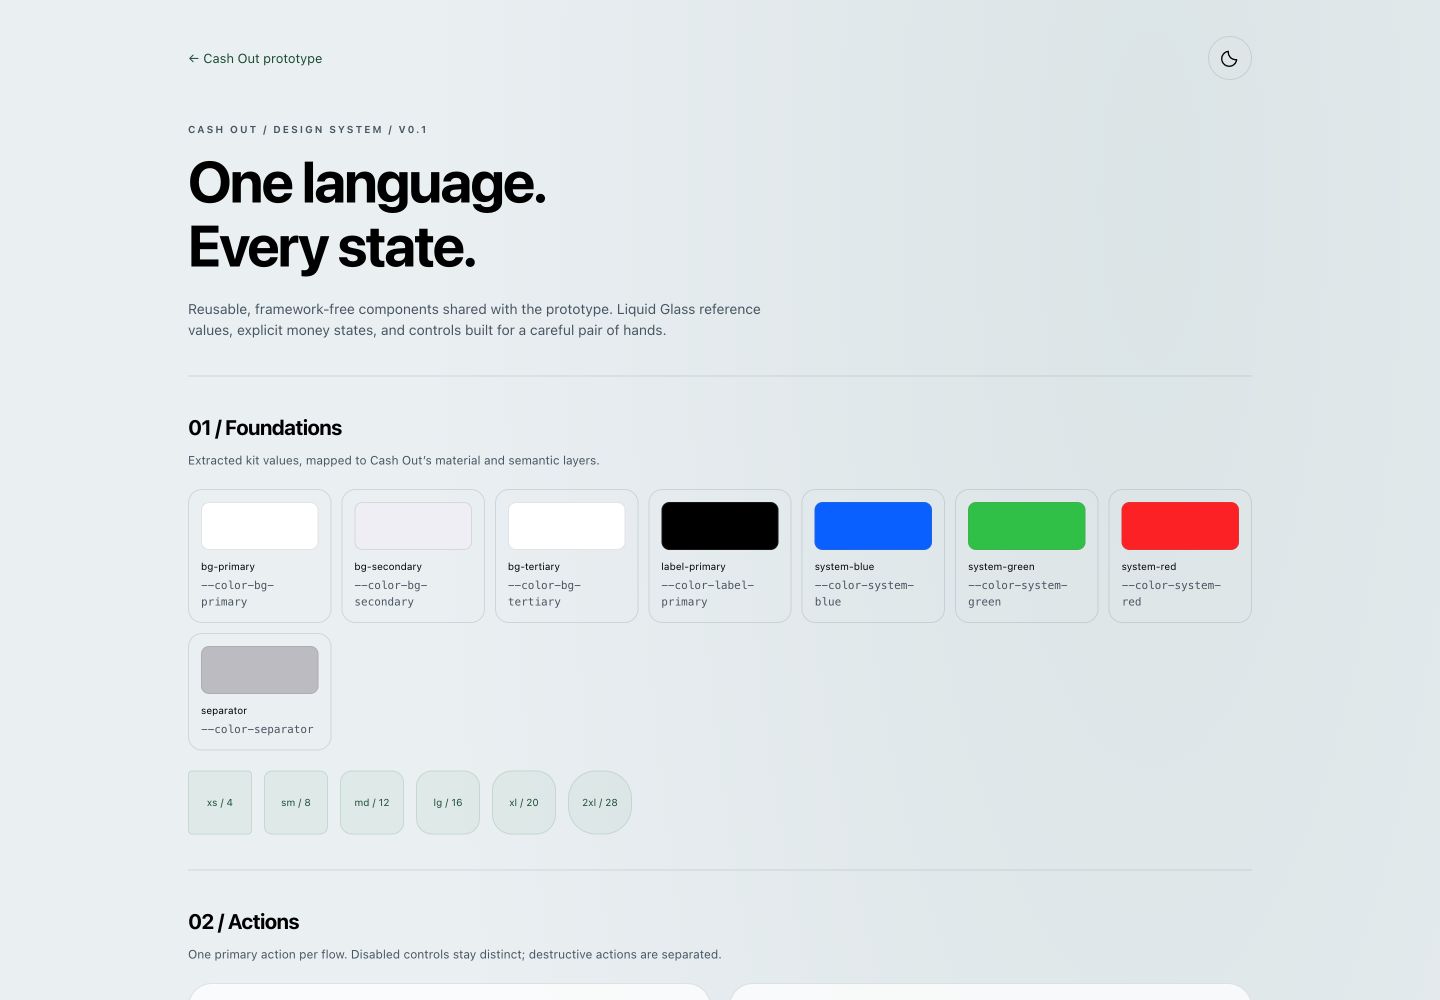 ← Cash Out prototype
CASH OUT / DESIGN SYSTEM / V0.1
One language.
Every state.
Reusable, framework-free components shared with the prototype. Liquid Glass reference
values, explicit money states, and controls built for a careful pair of hands.
01 / Foundations
Extracted kit values, mapped to Cash Out's material and semantic layers.
bg-primary
--color-bg-
primary
bg-secondary
--color-bg-
secondary
bg-tertiary
--color-bg-
tertiary
label-primary
--color-label-
primary
system-blue
--color-system-
blue
system-green
--color-system-
green
system-red
--color-system-
red
separator
--color-separator
xs / 4
sm / 8
md / 12
lg / 16
xl / 20
2xl / 28
02 / Actions
One primary action per flow. Disabled controls stay distinct; destructive actions are separated.